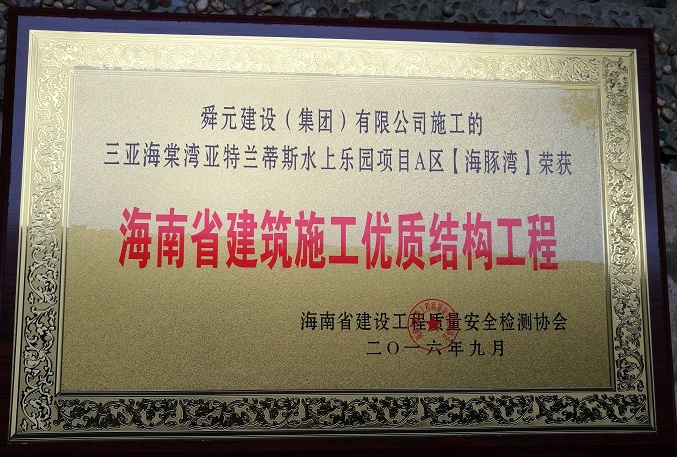 舜元建设（集团）有限公司施工的
三亚海棠湾亚特兰蒂斯水上乐园项目A区【海豚湾】荣获
海南省建筑施工优质结构工程
海南省建设工程质量安全检测协会
二〇一六年九月